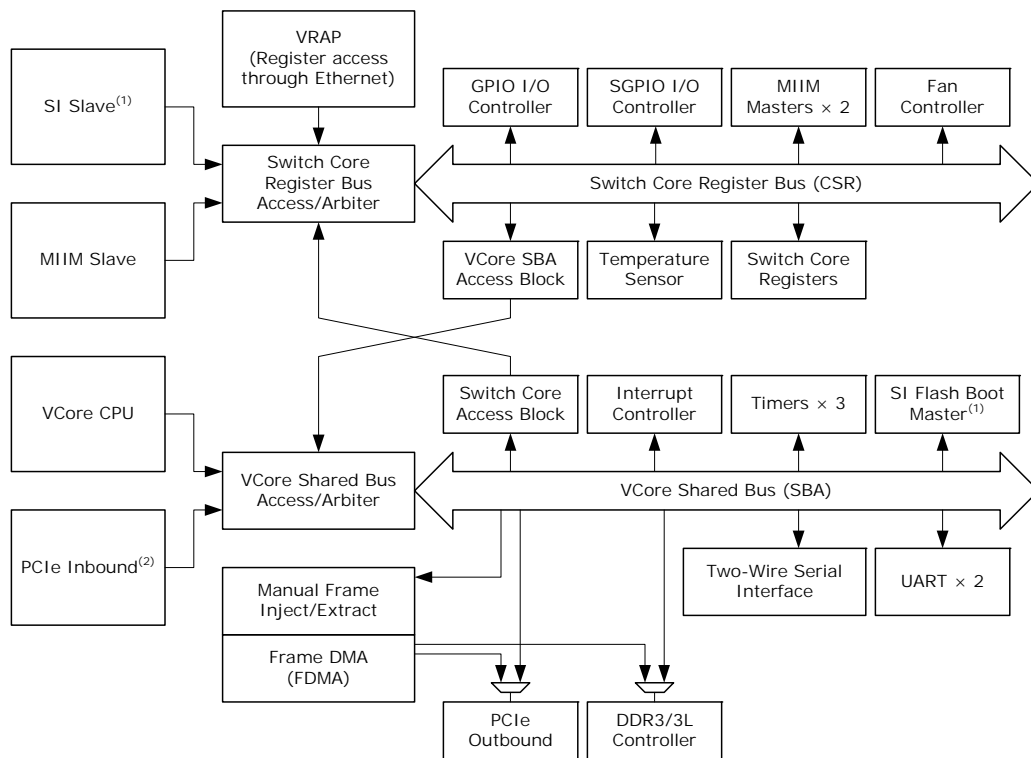 VRAP
(Register access
through Ethernet)
SI Slave(1)
GPIO I/O
Controller
SGPIO I/O
Controller
MIIM
Masters × 2
Fan
Controller
Switch Core
Register Bus
Access/Arbiter
Switch Core Register Bus (CSR)
MIIM Slave
VCore SBA
Access Block
Temperature
Sensor
Switch Core
Registers
VCore CPU
Switch Core
Access Block
Interrupt
Controller
Timers × 3
SI Flash Boot
Master(1)
VCore Shared Bus
Access/Arbiter
VCore Shared Bus (SBA)
PCIe Inbound(2)
Manual Frame
Inject/Extract
Two-Wire Serial
Interface
UART × 2
Frame DMA
(FDMA)
PCIe
Outbound
DDR3/3L
Controller